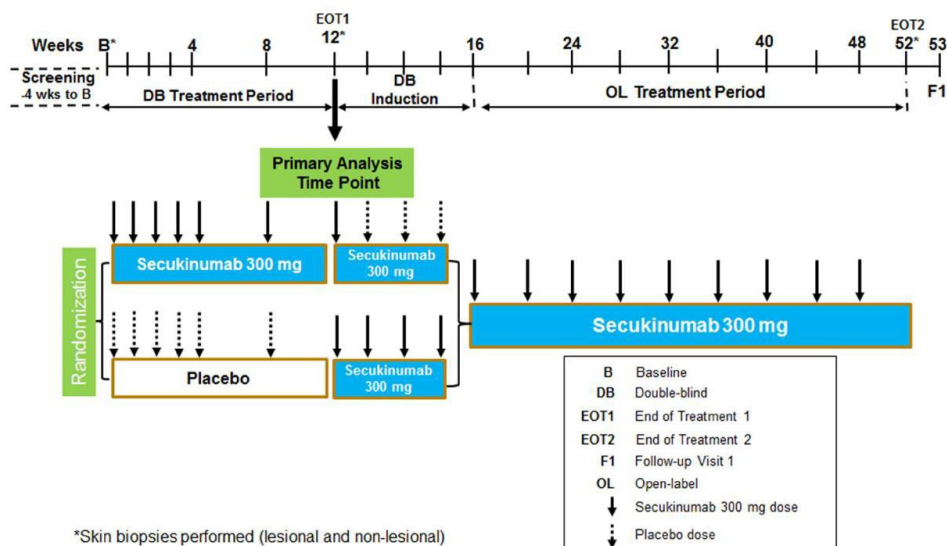 EOT1
EOT2
Weeks B* 4 8 12* 16 24 32 40 48 52* 53
Screening
-4 wks to B
DB Treatment Period
DB
Induction
OL Treatment Period
F1
Primary Analysis
Time Point
Randomization
Secukinumab 300 mg
Secukinumab
300 mg
Secukinumab 300 mg
Placebo
Secukinumab
300 mg
B Baseline
DB Double-blind
EOT1 End of Treatment 1
EOT2 End of Treatment 2
F1 Follow-up Visit 1
OL Open-label
Secukinumab 300 mg dose
Placebo dose
*Skin biopsies performed (lesional and non-lesional)